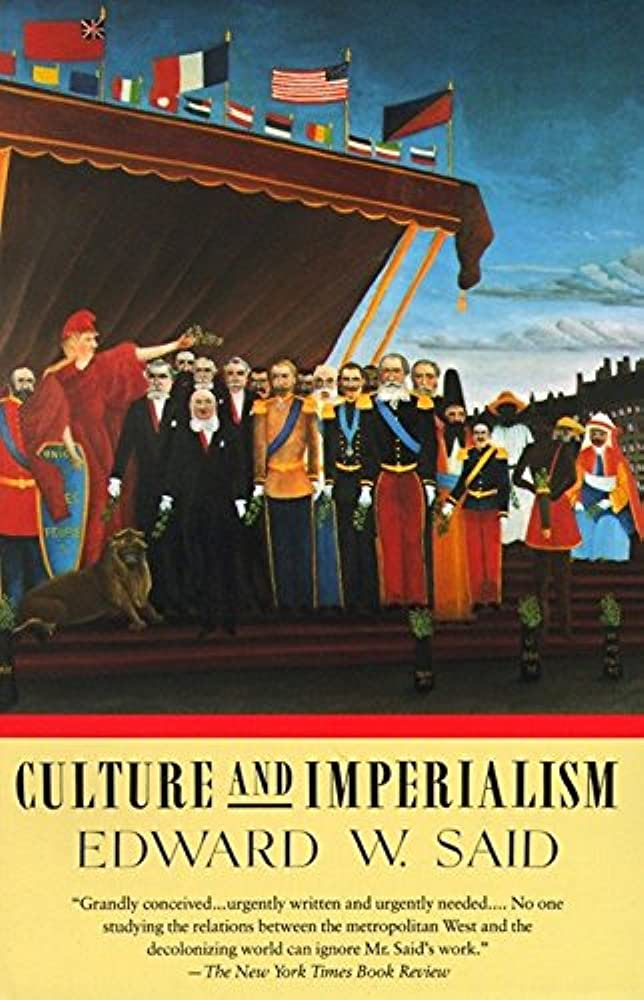 CULTURE AND IMPERIALISM
EDWARD W. SAID
“Grandly conceived...urgently written and urgently needed.... No one
studying the relations between the metropolitan West and the
decolonizing world can ignore Mr. Said's work.”
—The New York Times Book Review